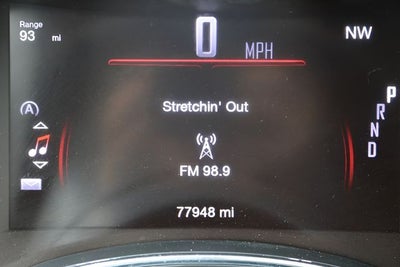 Range
93 mi
0 MPH
NW
A
Stretchin' Out
FM 98.9
77948 mi
P
R
N
D